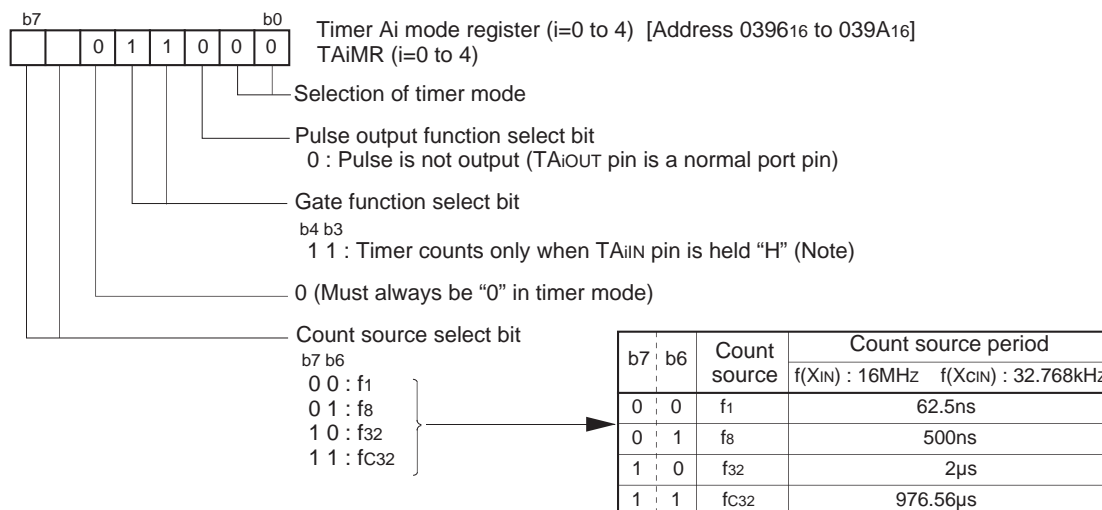 b7 b0
0 1 1 0 0 0
Timer Ai mode register (i=0 to 4) [Address 039616 to 039A16]
TAiMR (i=0 to 4)
Selection of timer mode
Pulse output function select bit
0 : Pulse is not output (TAiOUT pin is a normal port pin)
Gate function select bit
b4 b3
1 1 : Timer counts only when TAiIN pin is held “H” (Note)
0 (Must always be “0” in timer mode)
Count source select bit
b7 b6
0 0 : f1
0 1 : f8
1 0 : f32
1 1 : fC32
b7 b6 Count source Count source period
f(XIN) : 16MHz f(XCIN) : 32.768kHz
0 0 f1 62.5ns
0 1 f8 500ns
1 0 f32 2µs
1 1 fC32 976.56µs